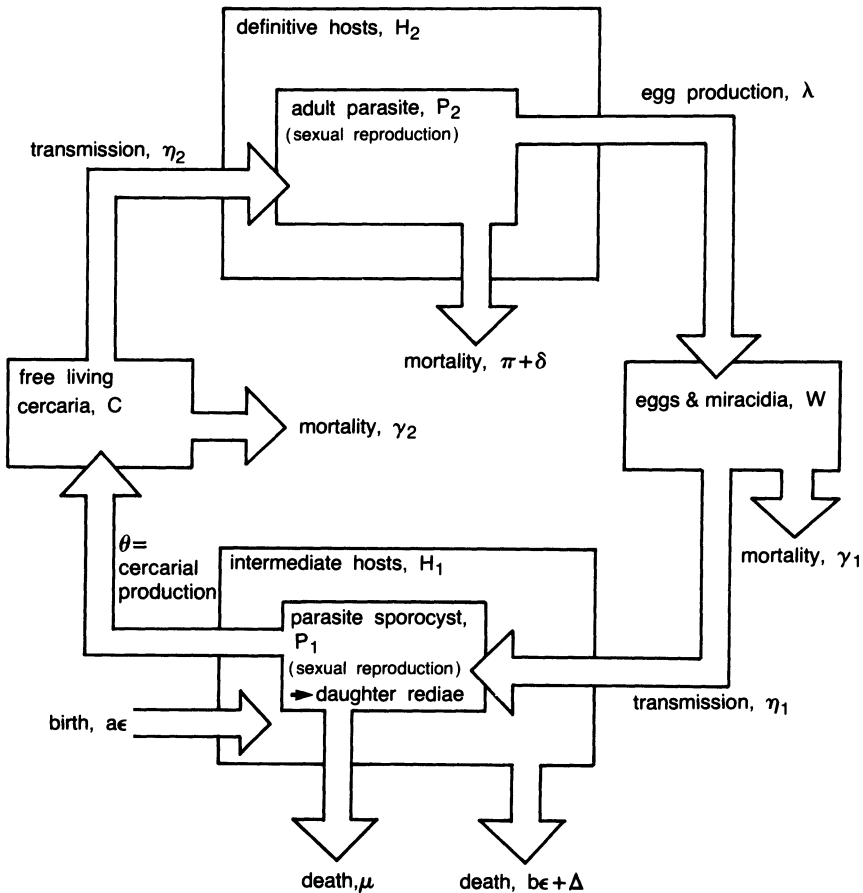 definitive hosts, H₂
adult parasite, P₂
(sexual reproduction)
egg production, λ
transmission, η₂
mortality, π+δ
free living
cercaria, C
mortality, γ₂
eggs & miracidia, W
mortality, γ₁
θ=
cercarial
production
intermediate hosts, H₁
parasite sporocyst,
P₁
(sexual reproduction)
➡ daughter rediae
transmission, η₁
birth, aϵ
death,μ
death, bϵ+Δ